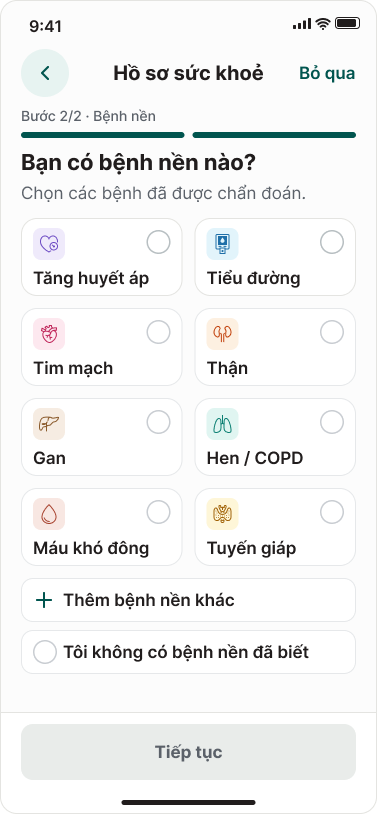 9:41
Hồ sơ sức khoẻ
Bỏ qua
Bước 2/2 · Bệnh nền
Bạn có bệnh nền nào?
Chọn các bệnh đã được chẩn đoán.
Tăng huyết áp
Tiểu đường
Tim mạch
Thận
Gan
Hen / COPD
Máu khó đông
Tuyến giáp
Thêm bệnh nền khác
Tôi không có bệnh nền đã biết
Tiếp tục